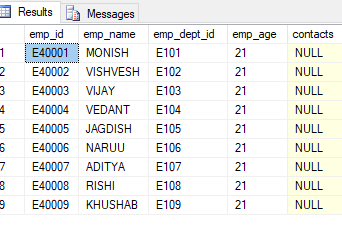 Results Messages
emp_id emp_name emp_dept_id emp_age contacts
1 E40001 MONISH E101 21 NULL
2 E40002 VISHVESH E102 21 NULL
3 E40003 VIJAY E103 21 NULL
4 E40004 VEDANT E104 21 NULL
5 E40005 JAGDISH E105 21 NULL
6 E40006 NARUU E106 21 NULL
7 E40007 ADITYA E107 21 NULL
8 E40008 RISHI E108 21 NULL
9 E40009 KHUSHAB E109 21 NULL